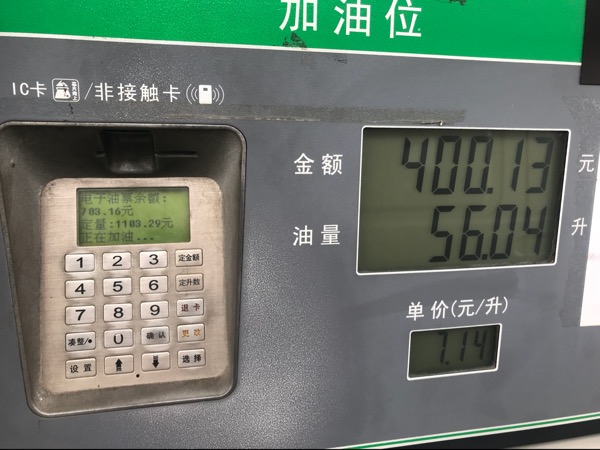 加油位
IC卡 /非接触卡
金额 400.13 元
油量 56.04 升
单价(元/升)
7.14
电子油票余额:
703.16元
定量:1103.29元
正在加油...
1 2 3 定金额
4 5 6 定升数
7 8 9 退卡
凑整/• 0 确认 更改
设置 选择